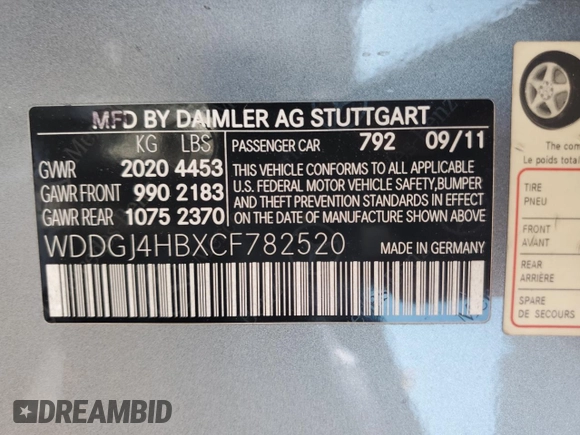 MFD BY DAIMLER AG STUTTGART
KG LBS
GVWR 2020 4453
GAWR FRONT 990 2183
GAWR REAR 1075 2370
PASSENGER CAR 792 09/11
THIS VEHICLE CONFORMS TO ALL APPLICABLE
U.S. FEDERAL MOTOR VEHICLE SAFETY,BUMPER
AND THEFT PREVENTION STANDARDS IN EFFECT
ON THE DATE OF MANUFACTURE SHOWN ABOVE.
WDDGJ4HBXCF782520
MADE IN GERMANY
The com
Le poids total
TIRE
PNEU
FRONT
AVANT
REAR
ARRIÈRE
SPARE
DE SECOURS
DREAMBID